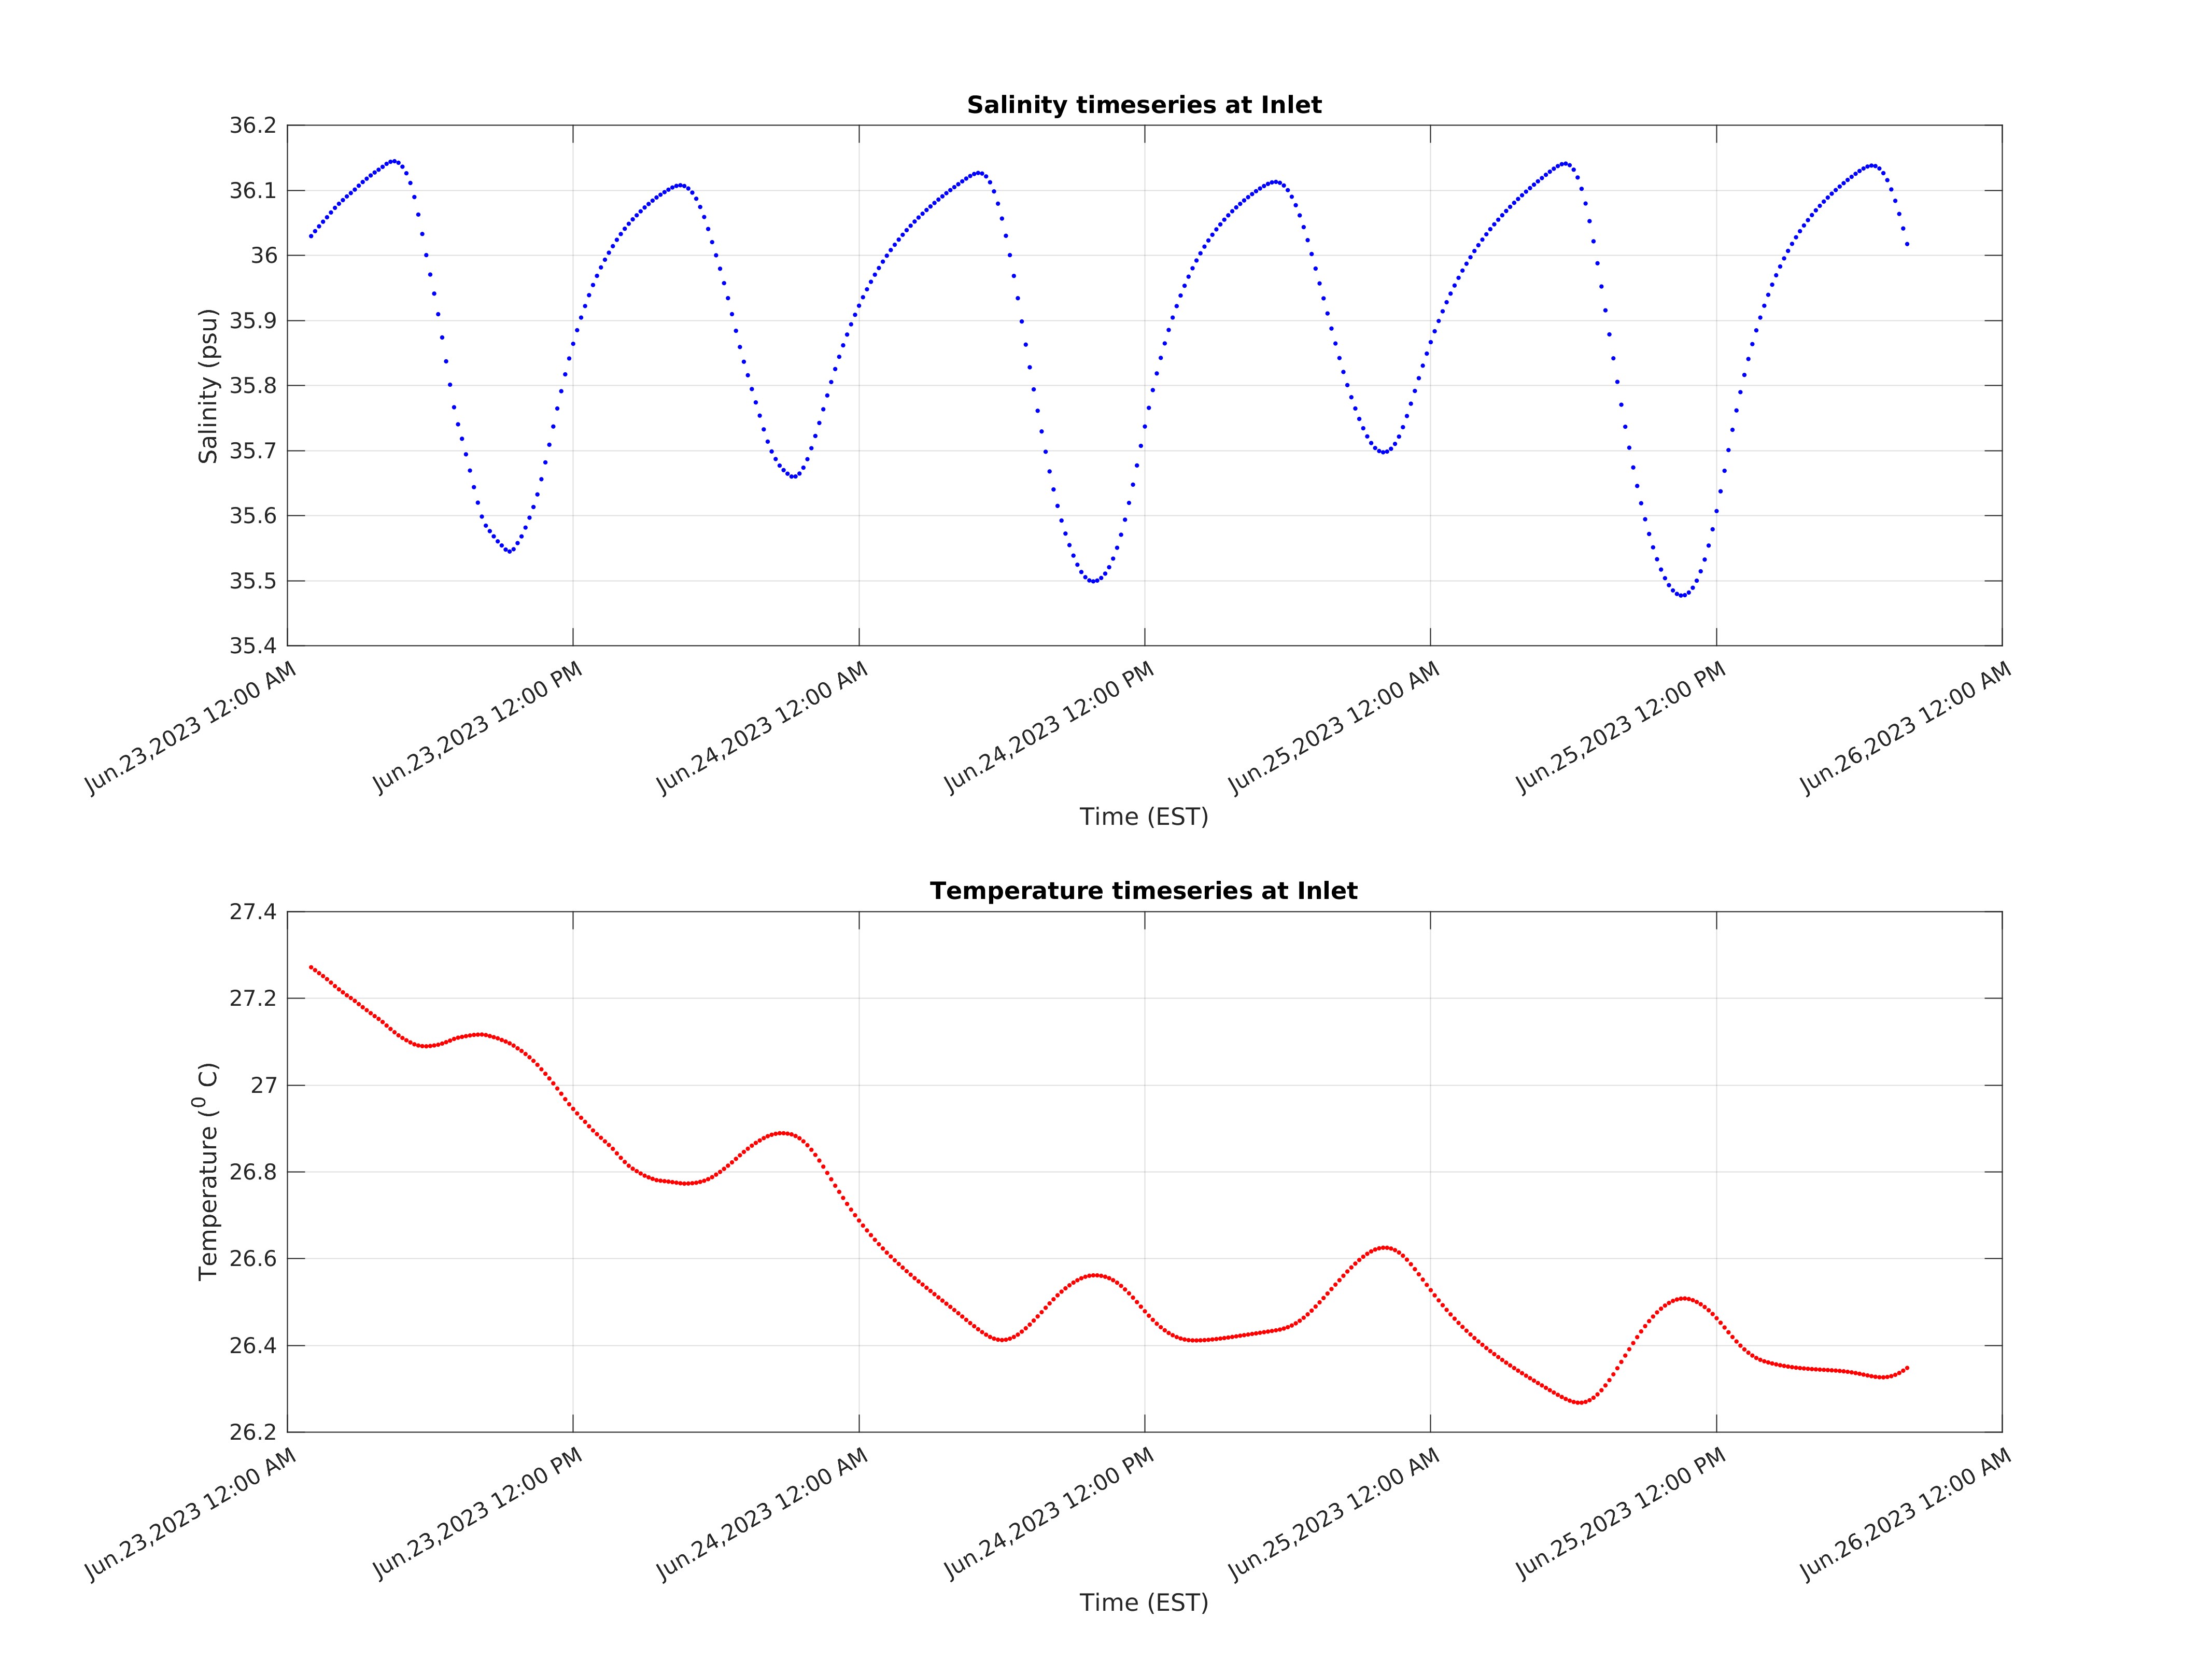 Salinity timeseries at Inlet
36.2
36.1
36
35.9
35.8
35.7
35.6
35.5
35.4
Salinity (psu)
Jun.23,2023 12:00 AM
Jun.23,2023 12:00 PM
Jun.24,2023 12:00 AM
Jun.24,2023 12:00 PM
Jun.25,2023 12:00 AM
Jun.25,2023 12:00 PM
Jun.26,2023 12:00 AM
Time (EST)
Temperature timeseries at Inlet
27.4
27.2
27
26.8
26.6
26.4
26.2
Temperature (⁰ C)
Jun.23,2023 12:00 AM
Jun.23,2023 12:00 PM
Jun.24,2023 12:00 AM
Jun.24,2023 12:00 PM
Jun.25,2023 12:00 AM
Jun.25,2023 12:00 PM
Jun.26,2023 12:00 AM
Time (EST)